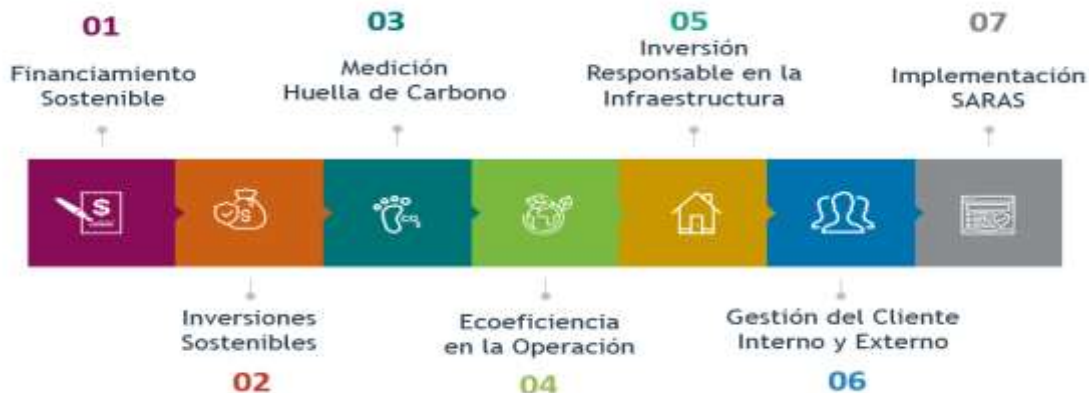 01
Financiamiento
Sostenible
03
Medición
Huella de Carbono
05
Inversión
Responsable en la
Infraestructura
07
Implementación
SARAS
$
$
CO₂
Inversiones
Sostenibles
02
Ecoeficiencia
en la Operación
04
Gestión del Cliente
Interno y Externo
06